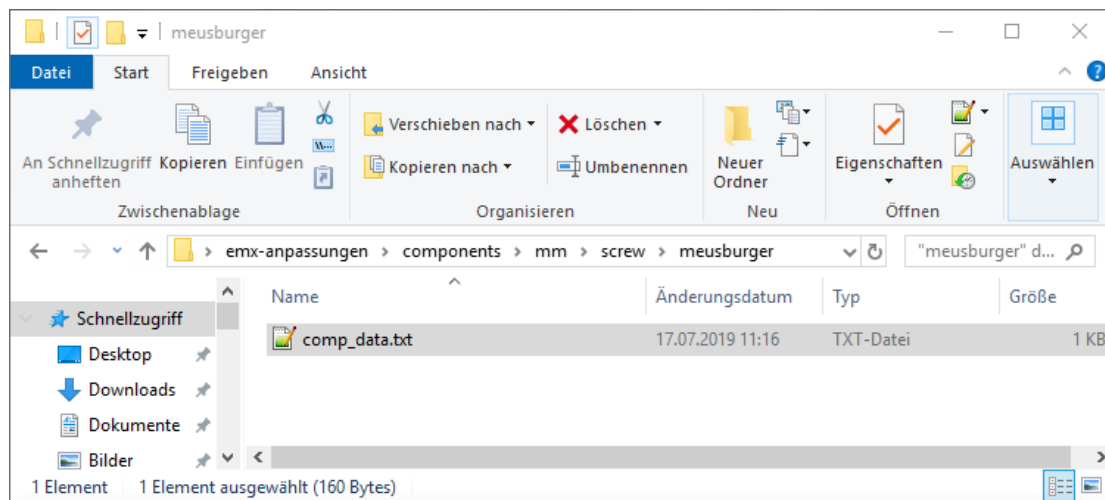 meusburger
Datei Start Freigeben Ansicht
An Schnellzugriff anheften
Kopieren
Einfügen
Verschieben nach
Kopieren nach
Löschen
Umbenennen
Neuer Ordner
Eigenschaften
Auswählen
Zwischenablage Organisieren Neu Öffnen
emx-anpassungen > components > mm > screw > meusburger
"meusburger" d...
Name Änderungsdatum Typ Größe
Schnellzugriff
comp_data.txt 17.07.2019 11:16 TXT-Datei 1 KB
Desktop
Downloads
Dokumente
Bilder
1 Element 1 Element ausgewählt (160 Bytes)